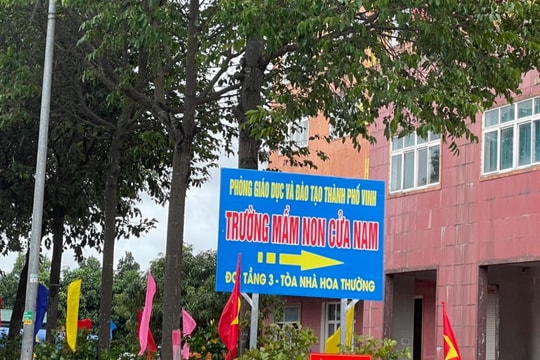 PHÒNG GIÁO DỤC VÀ ĐÀO TẠO THÀNH PHỐ VINH
TRƯỜNG MẦM NON CỬA NAM
TẦNG 3 - TÒA NHÀ HOA THƯỜNG